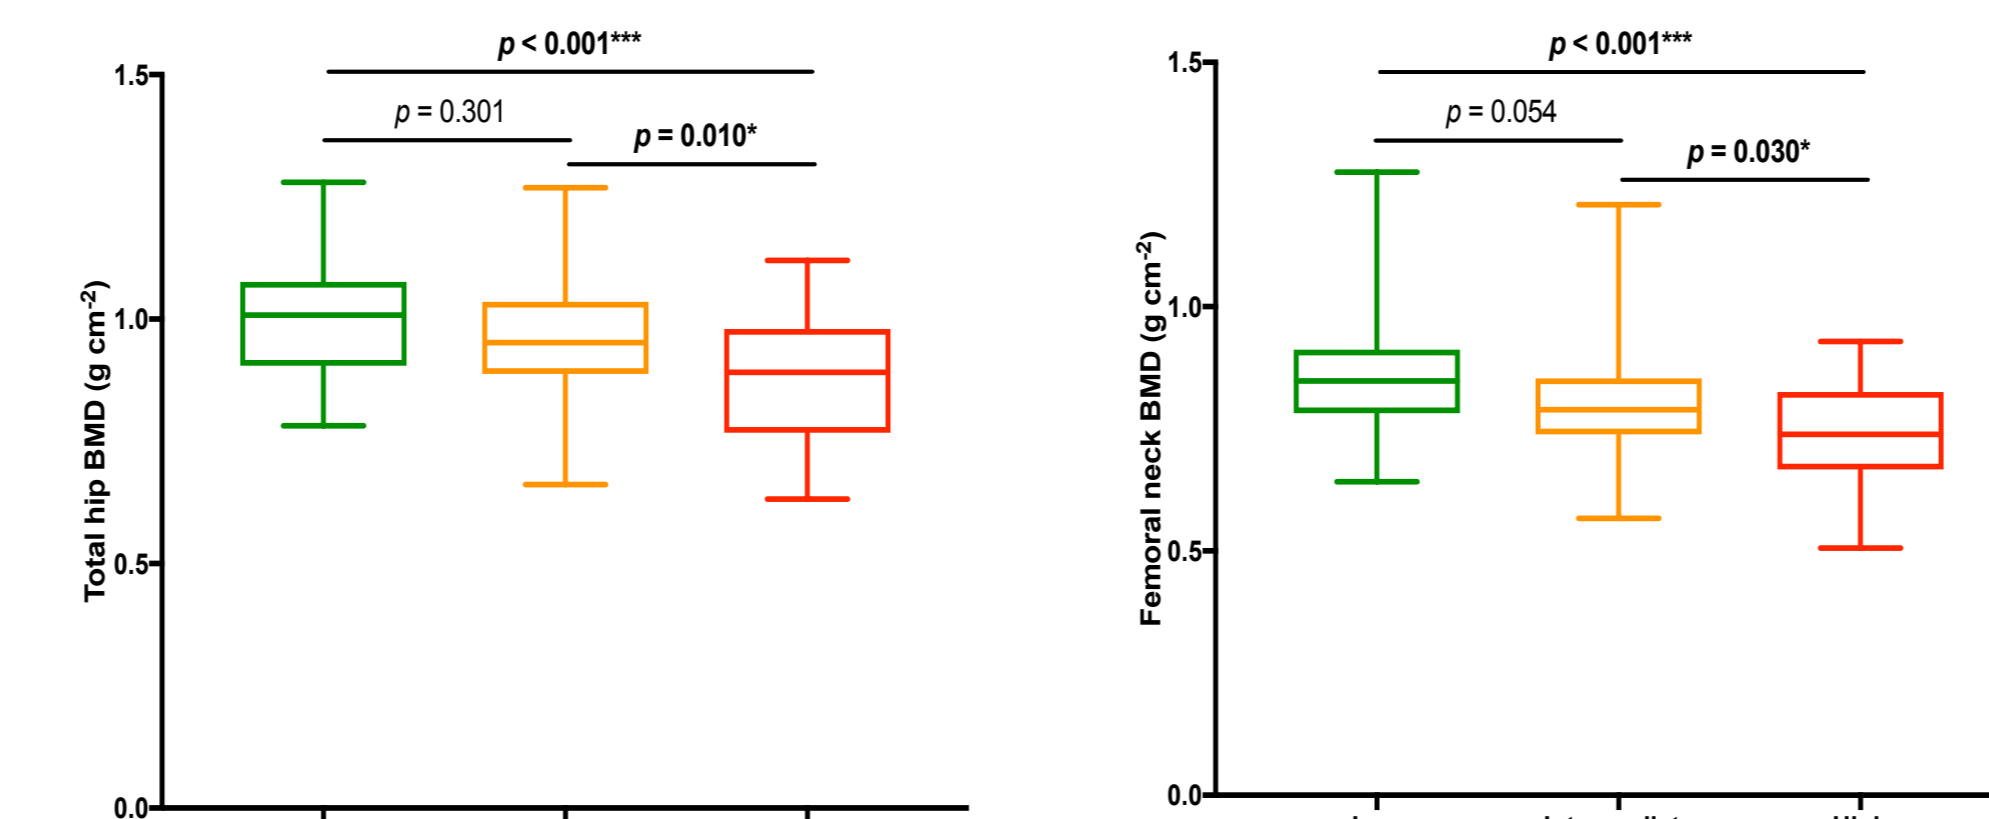 p < 0.001***
1.5
p = 0.301
p = 0.010*
1.0
0.5
0.0
Total hip BMD (g cm-2)
p < 0.001***
1.5
p = 0.054
p = 0.030*
1.0
0.5
0.0
Femoral neck BMD (g cm-2)